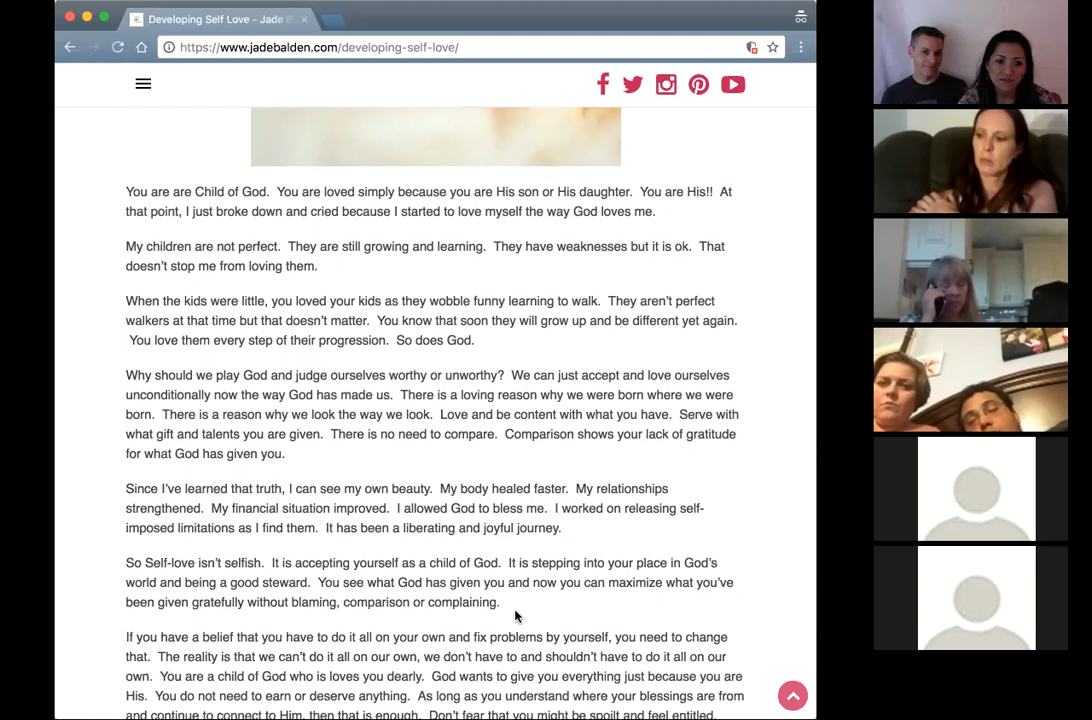 Developing Self Love - Jade B
https://www.jadebalden.com/developing-self-love/
You are are Child of God.  You are loved simply because you are His son or His daughter.  You are His!!  At
that point, I just broke down and cried because I started to love myself the way God loves me.
My children are not perfect.  They are still growing and learning.  They have weaknesses but it is ok.  That
doesn’t stop me from loving them.
When the kids were little, you loved your kids as they wobble funny learning to walk.  They aren’t perfect
walkers at that time but that doesn’t matter.  You know that soon they will grow up and be different yet again.
You love them every step of their progression.  So does God.
Why should we play God and judge ourselves worthy or unworthy?  We can just accept and love ourselves
unconditionally now the way God has made us.  There is a loving reason why we were born where we were
born.  There is a reason why we look the way we look.  Love and be content with what you have.  Serve with
what gift and talents you are given.  There is no need to compare.  Comparison shows your lack of gratitude
for what God has given you.
Since I’ve learned that truth, I can see my own beauty.  My body healed faster.  My relationships
strengthened.  My financial situation improved.  I allowed God to bless me.  I worked on releasing self-
imposed limitations as I find them.  It has been a liberating and joyful journey.
So Self-love isn’t selfish.  It is accepting yourself as a child of God.  It is stepping into your place in God’s
world and being a good steward.  You see what God has given you and now you can maximize what you’ve
been given gratefully without blaming, comparison or complaining.
If you have a belief that you have to do it all on your own and fix problems by yourself, you need to change
that.  The reality is that we can’t do it all on our own, we don’t have to and shouldn’t have to do it all on our
own.  You are a child of God who is loves you dearly.  God wants to give you everything just because you are
His.  You do not need to earn or deserve anything.  As long as you understand where your blessings are from
and continue to connect to Him, then that is enough.  Don’t fear that you might be spoilt and feel entitled.